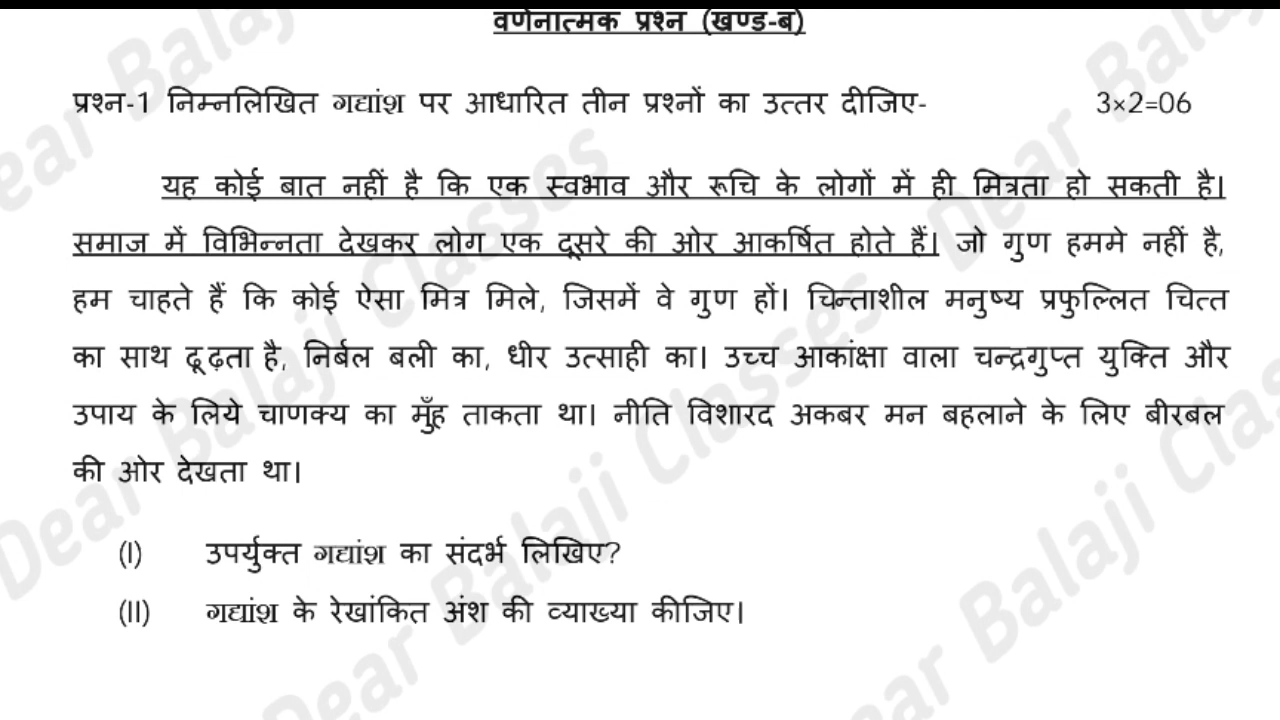 वर्णनात्मक प्रश्न (खण्ड-ब)
प्रश्न-1 निम्नलिखित गद्यांश पर आधारित तीन प्रश्नों का उत्तर दीजिए- 3×2=06
यह कोई बात नहीं है कि एक स्वभाव और रूचि के लोगों में ही मित्रता हो सकती है।
समाज में विभिन्नता देखकर लोग एक दूसरे की ओर आकर्षित होते हैं। जो गुण हममे नहीं है,
हम चाहते हैं कि कोई ऐसा मित्र मिले, जिसमें वे गुण हों। चिन्ताशील मनुष्य प्रफुल्लित चित्त
का साथ ढूढ़ता है, निर्बल बली का, धीर उत्साही का। उच्च आकांक्षा वाला चन्द्रगुप्त युक्ति और
उपाय के लिये चाणक्य का मुँह ताकता था। नीति विशारद अकबर मन बहलाने के लिए बीरबल
की ओर देखता था।
(I) उपर्युक्त गद्यांश का संदर्भ लिखिए?
(II) गद्यांश के रेखांकित अंश की व्याख्या कीजिए।
Dear Balaji Classes